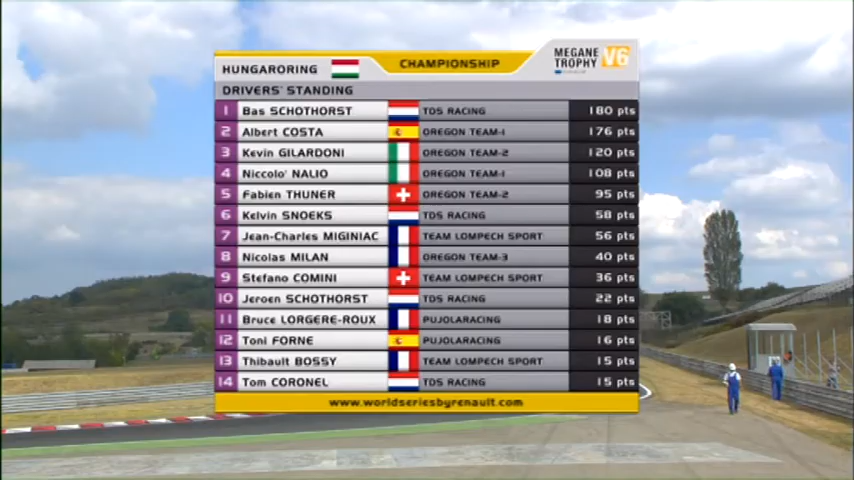 HUNGARORING CHAMPIONSHIP MEGANE TROPHY V6
DRIVERS' STANDING
1 Bas SCHOTHORST TDS RACING 180 pts
2 Albert COSTA OREGON TEAM-1 176 pts
3 Kevin GILARDONI OREGON TEAM-2 120 pts
4 Niccolo' NALIO OREGON TEAM-1 108 pts
5 Fabien THUNER OREGON TEAM-2 95 pts
6 Kelvin SNOEKS TDS RACING 58 pts
7 Jean-Charles MIGINIAC TEAM LOMPECH SPORT 56 pts
8 Nicolas MILAN OREGON TEAM-3 40 pts
9 Stefano COMINI TEAM LOMPECH SPORT 36 pts
10 Jeroen SCHOTHORST TDS RACING 22 pts
11 Bruce LORGERE-ROUX PUJOLARACING 18 pts
12 Toni FORNE PUJOLARACING 16 pts
13 Thibault BOSSY TEAM LOMPECH SPORT 15 pts
14 Tom CORONEL TDS RACING 15 pts
www.worldseriesbyrenault.com